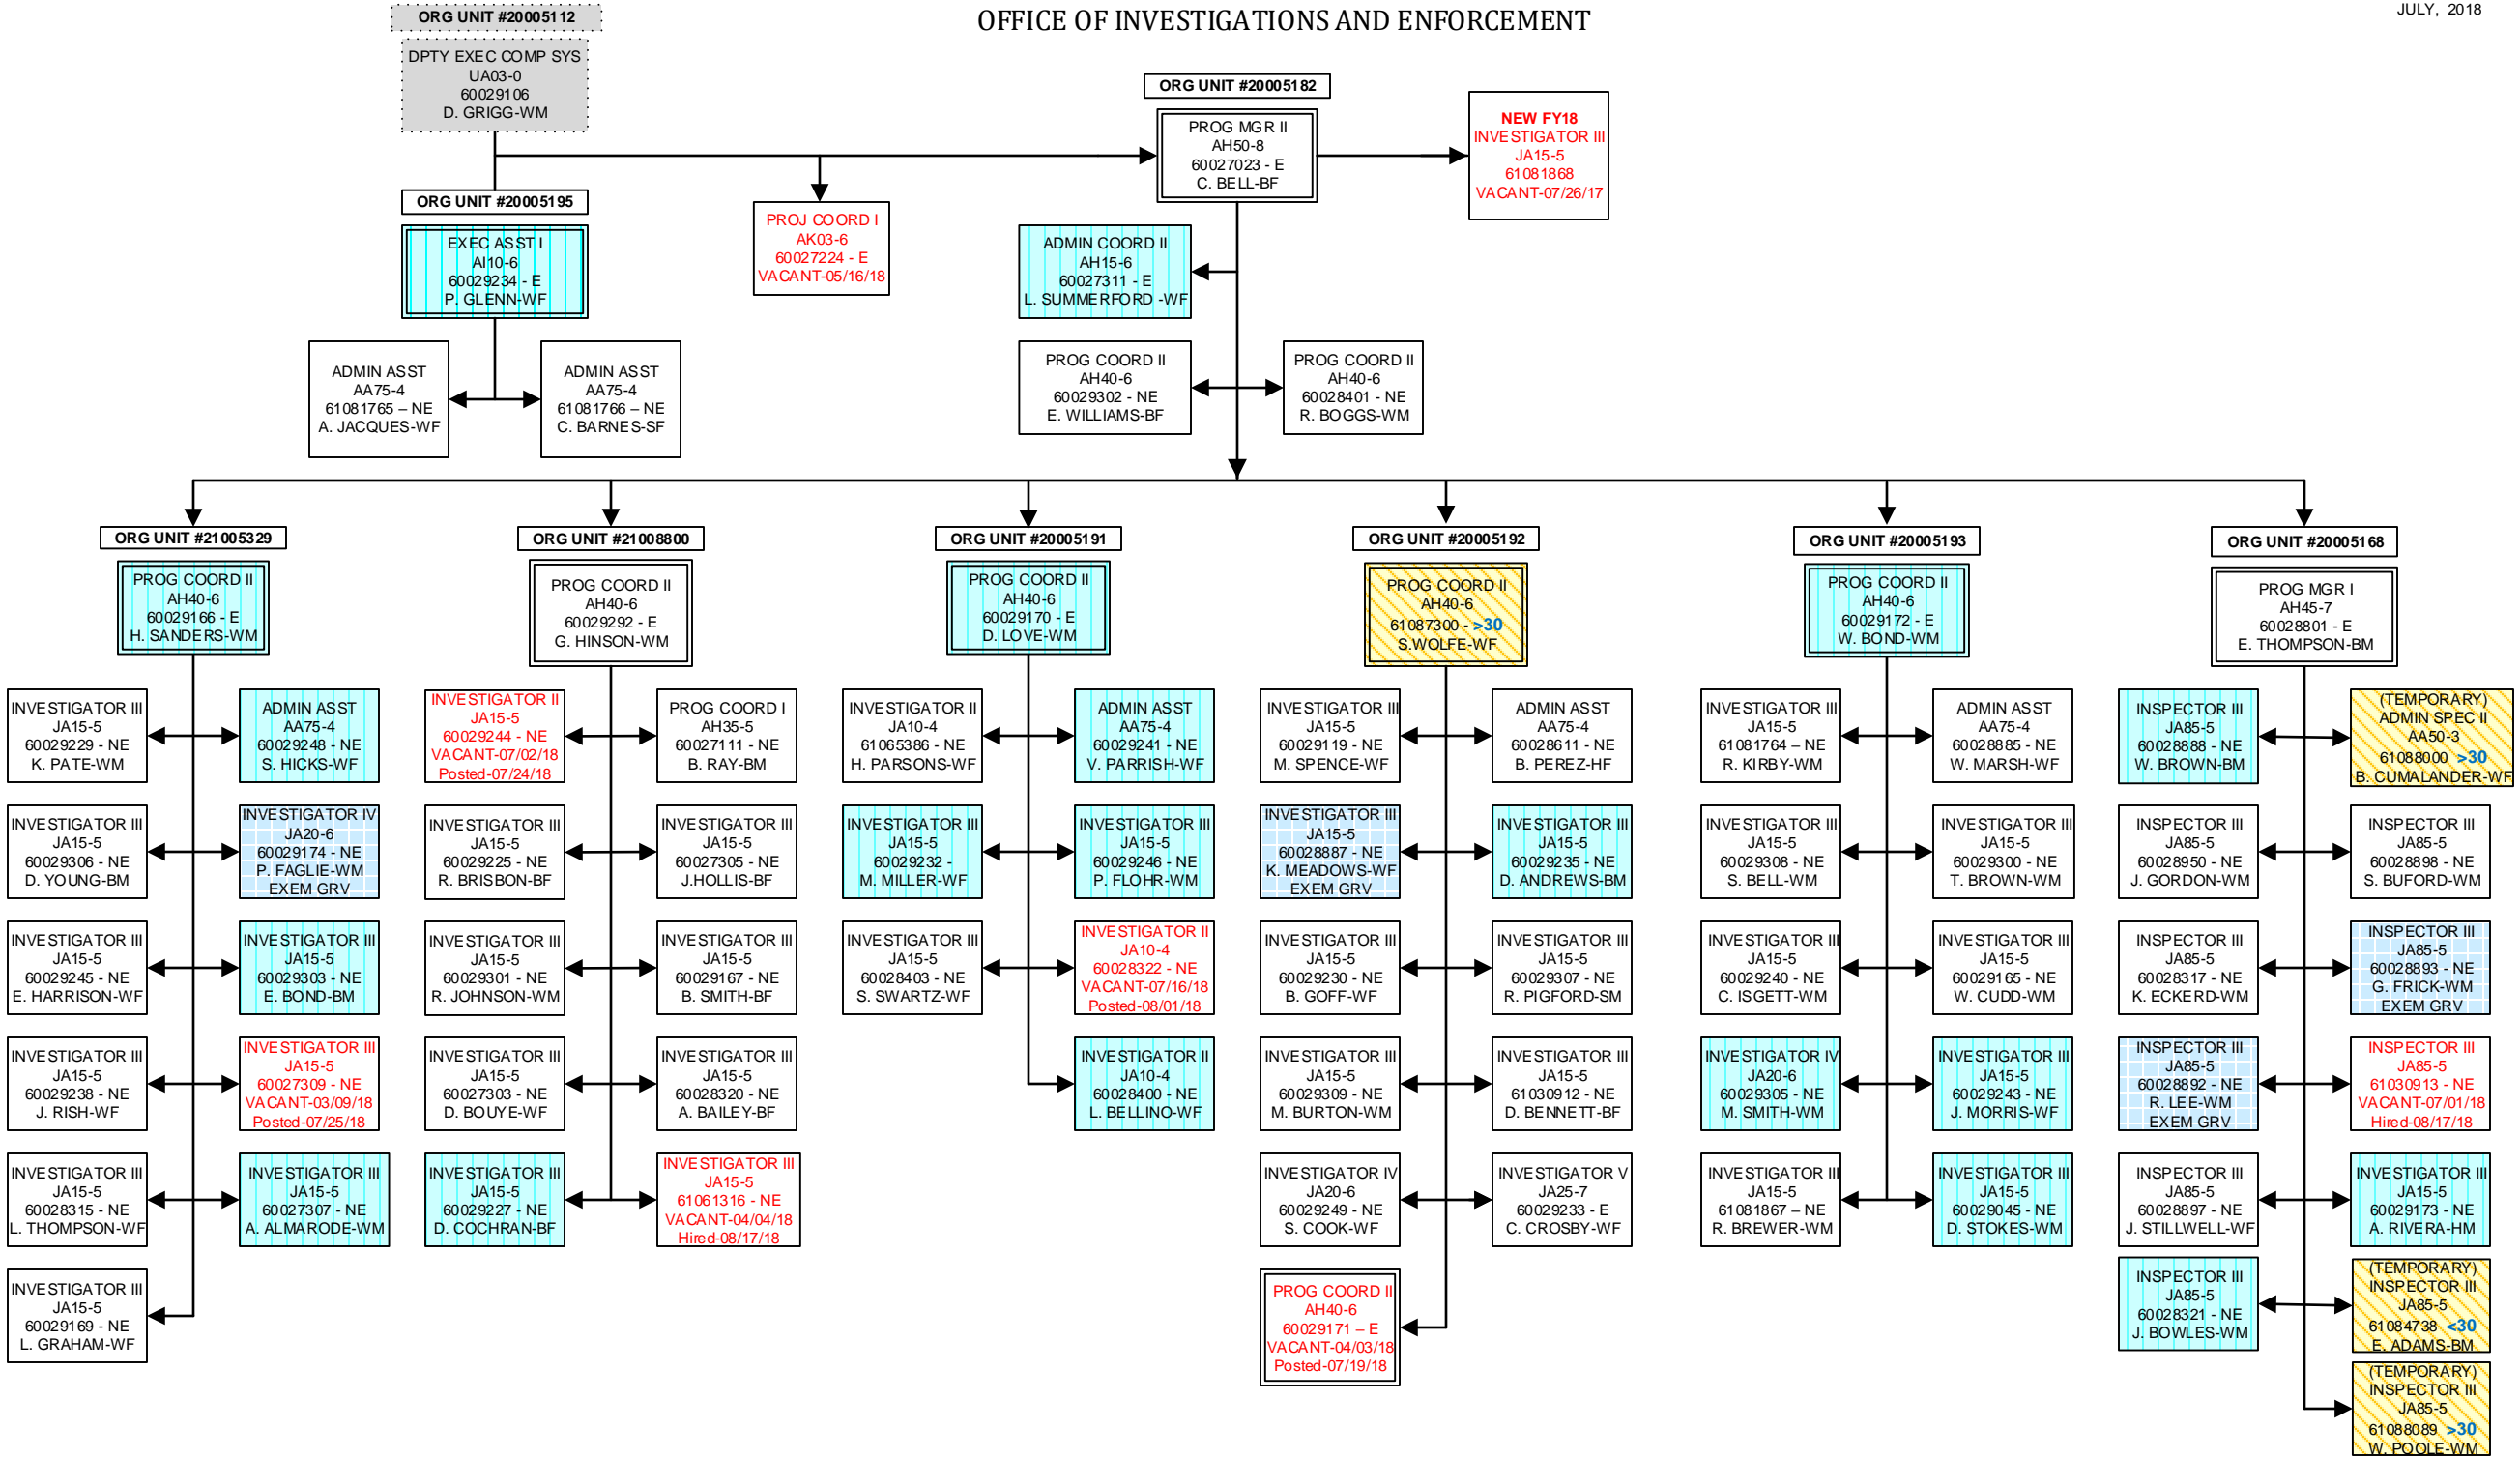 OFFICE OF INVESTIGATIONS AND ENFORCEMENT
JULY, 2018
ORG UNIT #20005112
DPTY EXEC COMP SYS
UA03-0
60029106
D. GRIGG-WM
ORG UNIT #20005182
PROG MGR II
AH50-8
60027023 - E
C. BELL-BF
NEW FY18
INVESTIGATOR III
JA15-5
61081868
VACANT-07/26/17
ORG UNIT #20005195
EXEC ASST I
AI10-6
60029234 - E
P. GLENN-WF
PROJ COORD I
AK03-6
60027224 - E
VACANT-05/16/18
ADMIN COORD II
AH15-6
60027311 - E
L. SUMMERFORD -WF
ADMIN ASST
AA75-4
61081765 – NE
A. JACQUES-WF
ADMIN ASST
AA75-4
61081766 – NE
C. BARNES-SF
PROG COORD II
AH40-6
60029302 - NE
E. WILLIAMS-BF
PROG COORD II
AH40-6
60028401 - NE
R. BOGGS-WM
ORG UNIT #21005329
PROG COORD II
AH40-6
60029166 - E
H. SANDERS-WM
INVESTIGATOR III
JA15-5
60029229 - NE
K. PATE-WM
ADMIN ASST
AA75-4
60029248 - NE
S. HICKS-WF
INVESTIGATOR III
JA15-5
60029306 - NE
D. YOUNG-BM
INVESTIGATOR IV
JA20-6
60029174 - NE
P. FAGLIE-WM
EXEM GRV
INVESTIGATOR III
JA15-5
60029245 - NE
E. HARRISON-WF
INVESTIGATOR III
JA15-5
60029303 - NE
E. BOND-BM
INVESTIGATOR III
JA15-5
60029238 - NE
J. RISH-WF
INVESTIGATOR III
JA15-5
60027309 - NE
VACANT-03/09/18
Posted-07/25/18
INVESTIGATOR III
JA15-5
60028315 - NE
L. THOMPSON-WF
INVESTIGATOR III
JA15-5
60027307 - NE
A. ALMARODE-WM
INVESTIGATOR III
JA15-5
60029169 - NE
L. GRAHAM-WF
ORG UNIT #21008800
PROG COORD II
AH40-6
60029292 - E
G. HINSON-WM
INVESTIGATOR II
JA15-5
60029244 - NE
VACANT-07/02/18
Posted-07/24/18
PROG COORD I
AH35-5
60027111 - NE
B. RAY-BM
INVESTIGATOR III
JA15-5
60029225 - NE
R. BRISBON-BF
INVESTIGATOR III
JA15-5
60027305 - NE
J.HOLLIS-BF
INVESTIGATOR III
JA15-5
60029301 - NE
R. JOHNSON-WM
INVESTIGATOR III
JA15-5
60029167 - NE
B. SMITH-BF
INVESTIGATOR III
JA15-5
60027303 - NE
D. BOUYE-WF
INVESTIGATOR III
JA15-5
60028320 - NE
A. BAILEY-BF
INVESTIGATOR III
JA15-5
60029227 - NE
D. COCHRAN-BF
INVESTIGATOR III
JA15-5
61061316 - NE
VACANT-04/04/18
Hired-08/17/18
ORG UNIT #20005191
PROG COORD II
AH40-6
60029170 - E
D. LOVE-WM
INVESTIGATOR II
JA10-4
61065386 - NE
H. PARSONS-WF
ADMIN ASST
AA75-4
60029241 - NE
V. PARRISH-WF
INVESTIGATOR III
JA15-5
60029232 -
M. MILLER-WF
INVESTIGATOR III
JA15-5
60029246 - NE
P. FLOHR-WM
INVESTIGATOR III
JA15-5
60028403 - NE
S. SWARTZ-WF
INVESTIGATOR II
JA10-4
60028322 - NE
VACANT-07/16/18
Posted-08/01/18
INVESTIGATOR II
JA10-4
60028400 - NE
L. BELLINO-WF
ORG UNIT #20005192
PROG COORD II
AH40-6
61087300 - >30
S.WOLFE-WF
INVESTIGATOR III
JA15-5
60029119 - NE
M. SPENCE-WF
ADMIN ASST
AA75-4
60028611 - NE
B. PEREZ-HF
INVESTIGATOR III
JA15-5
60028887 - NE
K. MEADOWS-WF
EXEM GRV
INVESTIGATOR III
JA15-5
60029235 - NE
D. ANDREWS-BM
INVESTIGATOR III
JA15-5
60029230 - NE
B. GOFF-WF
INVESTIGATOR III
JA15-5
60029307 - NE
R. PIGFORD-SM
INVESTIGATOR III
JA15-5
60029309 - NE
M. BURTON-WM
INVESTIGATOR III
JA15-5
61030912 - NE
D. BENNETT-BF
INVESTIGATOR IV
JA20-6
60029249 - NE
S. COOK-WF
INVESTIGATOR V
JA25-7
60029233 - E
C. CROSBY-WF
PROG COORD II
AH40-6
60029171 – E
VACANT-04/03/18
Posted-07/19/18
ORG UNIT #20005193
PROG COORD II
AH40-6
60029172 - E
W. BOND-WM
INVESTIGATOR III
JA15-5
61081764 – NE
R. KIRBY-WM
ADMIN ASST
AA75-4
60028885 - NE
W. MARSH-WF
INVESTIGATOR III
JA15-5
60029308 - NE
S. BELL-WM
INVESTIGATOR III
JA15-5
60029300 - NE
T. BROWN-WM
INVESTIGATOR III
JA15-5
60029240 - NE
C. ISGETT-WM
INVESTIGATOR III
JA15-5
60029165 - NE
W. CUDD-WM
INVESTIGATOR IV
JA20-6
60029305 - NE
M. SMITH-WM
INVESTIGATOR III
JA15-5
60029243 - NE
J. MORRIS-WF
INVESTIGATOR III
JA15-5
61081867 – NE
R. BREWER-WM
INVESTIGATOR III
JA15-5
60029045 - NE
D. STOKES-WM
ORG UNIT #20005168
PROG MGR I
AH45-7
60028801 - E
E. THOMPSON-BM
INSPECTOR III
JA85-5
60028888 - NE
W. BROWN-BM
(TEMPORARY)
ADMIN SPEC II
AA50-3
61088000 >30
B. CUMALANDER-WF
INSPECTOR III
JA85-5
60028950 - NE
J. GORDON-WM
INSPECTOR III
JA85-5
60028898 - NE
S. BUFORD-WM
INSPECTOR III
JA85-5
60028317 - NE
K. ECKERD-WM
INSPECTOR III
JA85-5
60028893 - NE
G. FRICK-WM
EXEM GRV
INSPECTOR III
JA85-5
60028892 - NE
R. LEE-WM
EXEM GRV
INSPECTOR III
JA85-5
61030913 - NE
VACANT-07/01/18
Hired-08/17/18
INSPECTOR III
JA85-5
60028897 - NE
J. STILLWELL-WF
INVESTIGATOR III
JA15-5
60029173 - NE
A. RIVERA-HM
INSPECTOR III
JA85-5
60028321 - NE
J. BOWLES-WM
(TEMPORARY)
INSPECTOR III
JA85-5
61084738 <30
E. ADAMS-BM
(TEMPORARY)
INSPECTOR III
JA85-5
61088089 >30
W. POOLE-WM